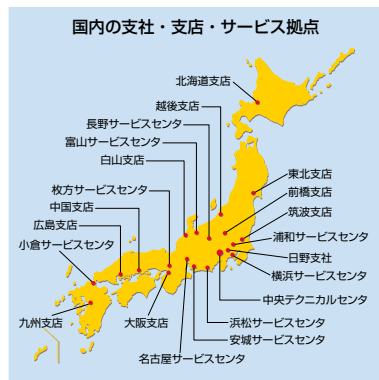 国内の支社・支店・サービス拠点
北海道支店
越後支店
長野サービスセンタ
富山サービスセンタ
白山支店
枚方サービスセンタ
中国支店
広島支店
小倉サービスセンタ
東北支店
前橋支店
筑波支店
浦和サービスセンタ
日野支社
横浜サービスセンタ
中央テクニカルセンタ
九州支店
大阪支店
浜松サービスセンタ
安城サービスセンタ
名古屋サービスセンタ